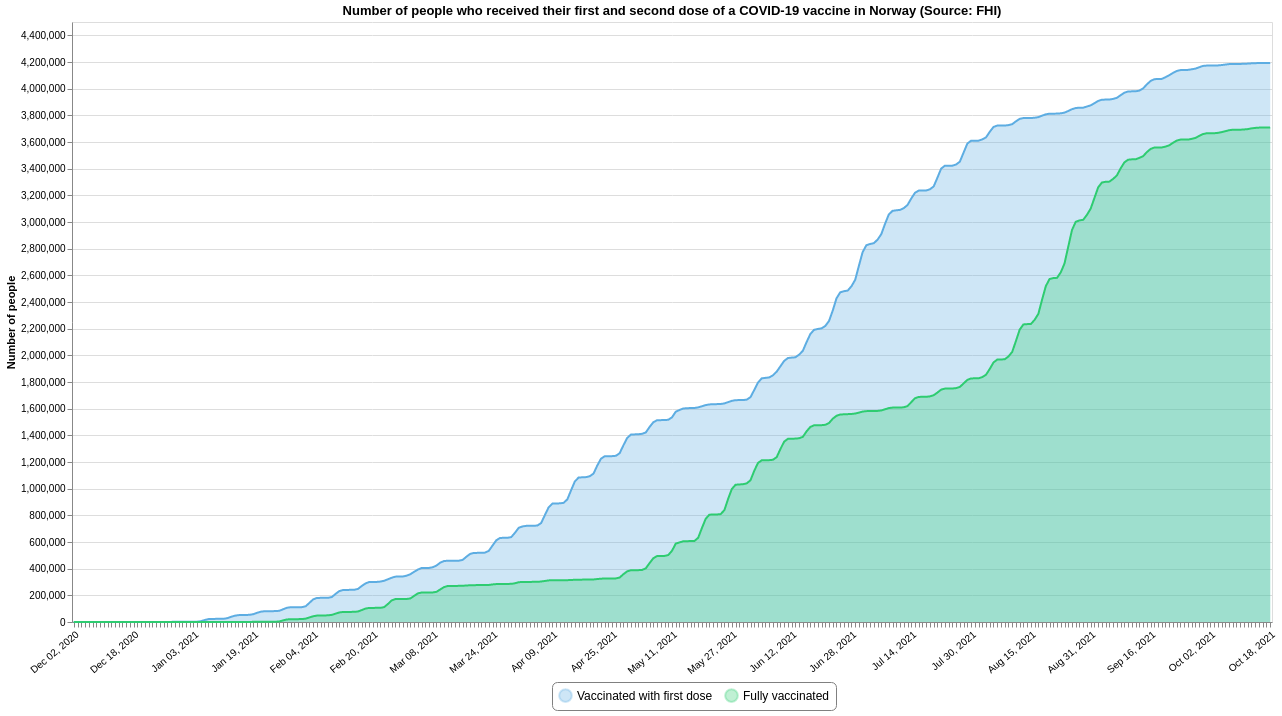 Number of people who received their first and second dose of a COVID-19 vaccine in Norway (Source: FHI)
Number of people
4,400,000
4,200,000
4,000,000
3,800,000
3,600,000
3,400,000
3,200,000
3,000,000
2,800,000
2,600,000
2,400,000
2,200,000
2,000,000
1,800,000
1,600,000
1,400,000
1,200,000
1,000,000
800,000
600,000
400,000
200,000
0
Dec 02, 2020
Dec 18, 2020
Jan 03, 2021
Jan 19, 2021
Feb 04, 2021
Feb 20, 2021
Mar 08, 2021
Mar 24, 2021
Apr 09, 2021
Apr 25, 2021
May 11, 2021
May 27, 2021
Jun 12, 2021
Jun 28, 2021
Jul 14, 2021
Jul 30, 2021
Aug 15, 2021
Aug 31, 2021
Sep 16, 2021
Oct 02, 2021
Oct 18, 2021
Vaccinated with first dose
Fully vaccinated